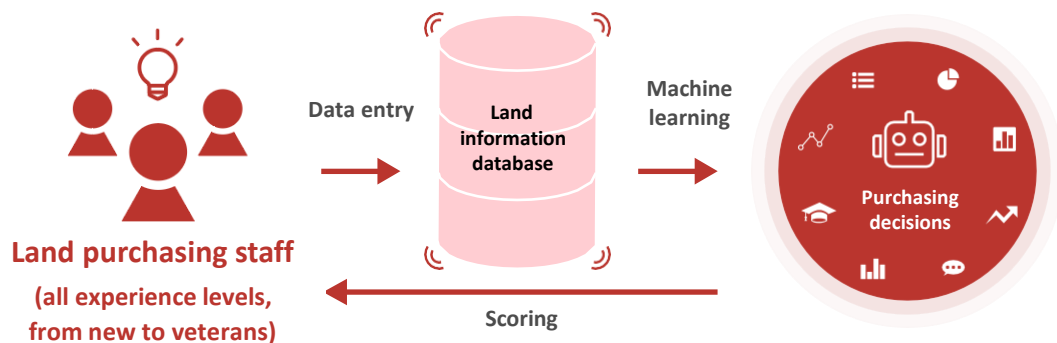 Data entry
Land
information
database
Machine
learning
Purchasing
decisions
Land purchasing staff
(all experience levels,
from new to veterans)
Scoring